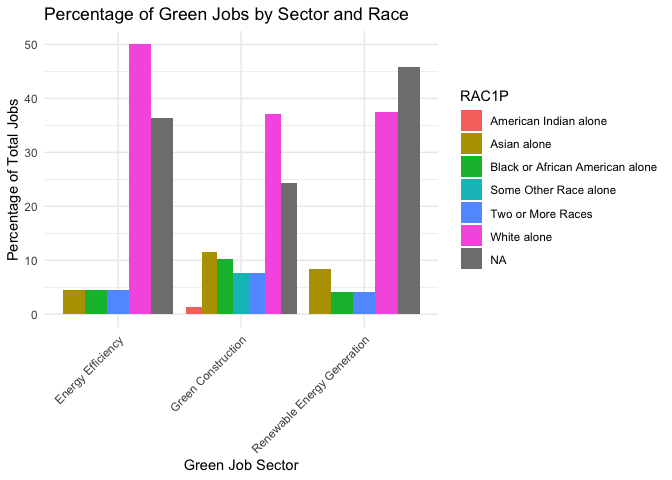 Percentage of Green Jobs by Sector and Race
Percentage of Total Jobs
50
40
30
20
10
0
Energy Efficiency
Green Construction
Renewable Energy Generation
Green Job Sector
RAC1P
American Indian alone
Asian alone
Black or African American alone
Some Other Race alone
Two or More Races
White alone
NA